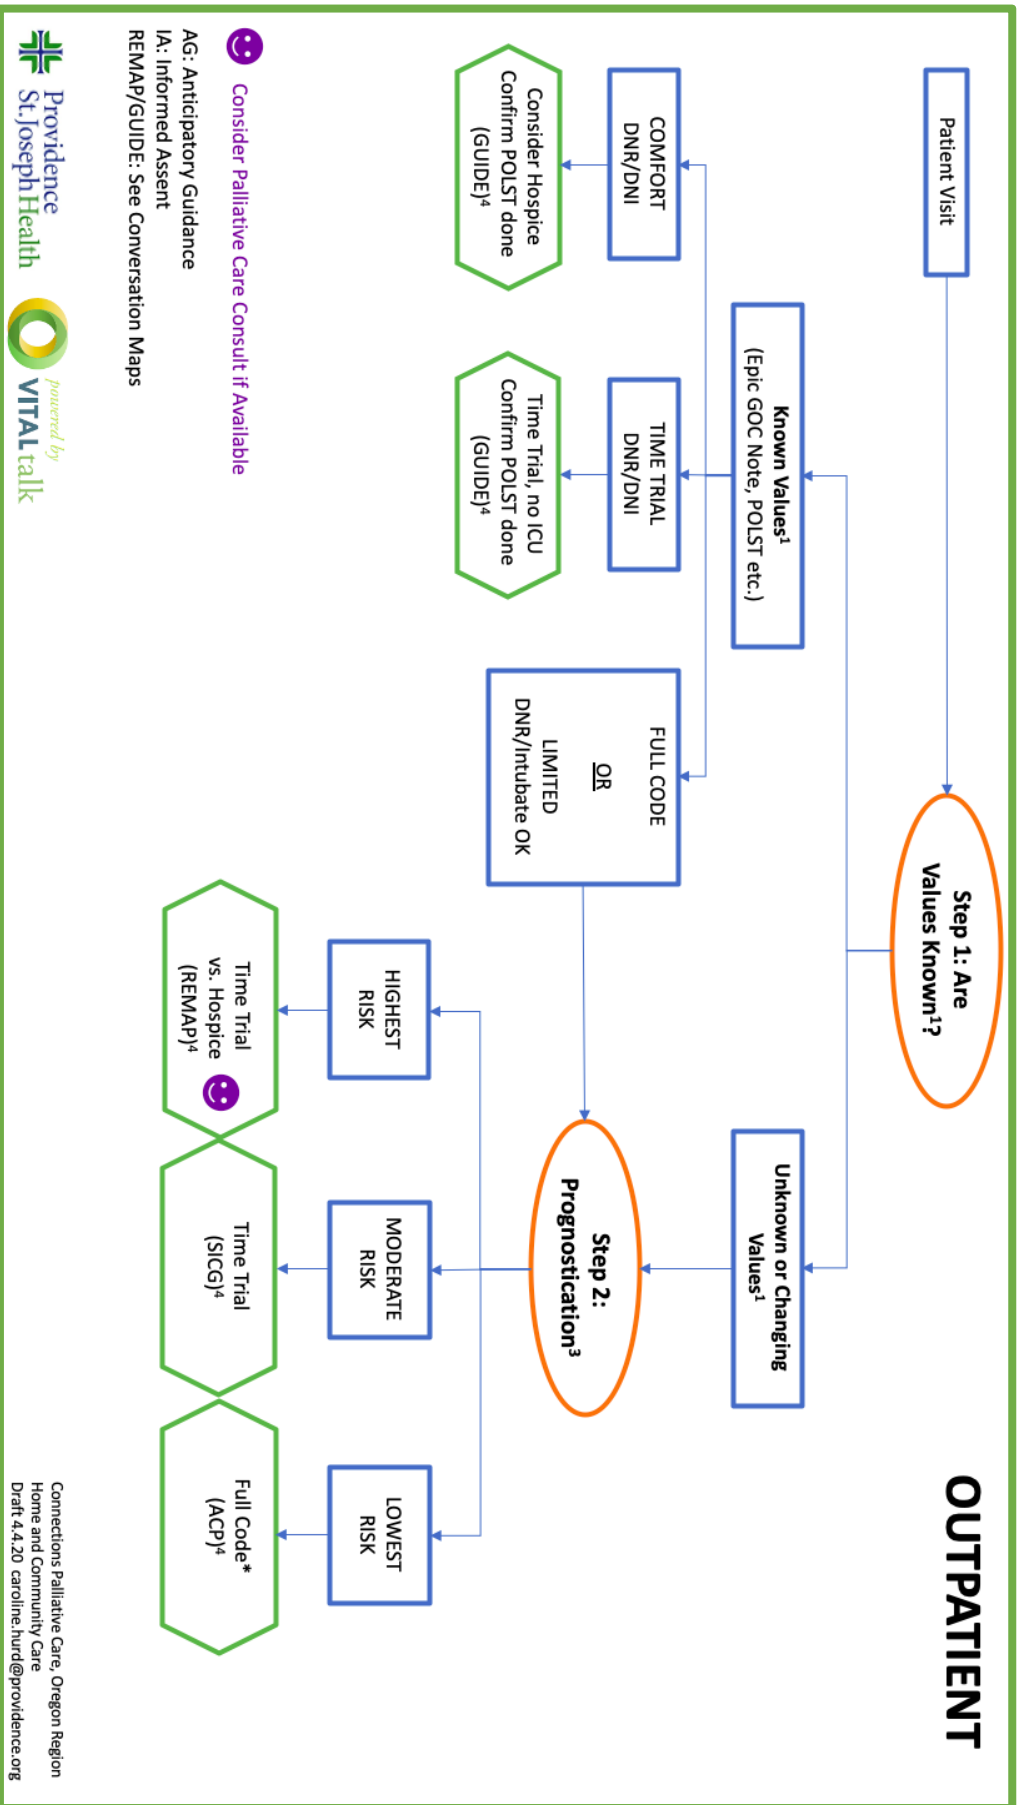 OUTPATIENT
Patient Visit
Step 1: Are
Values Known¹?
Known Values¹
(Epic GOC Note, POLST etc.)
Unknown or Changing
Values¹
COMFORT
DNR/DNI
TIME TRIAL
DNR/DNI
FULL CODE
OR
LIMITED
DNR/Intubate OK
Consider Hospice
Confirm POLST done
(GUIDE)⁴
Time Trial, no ICU
Confirm POLST done
(GUIDE)⁴
Step 2:
Prognostication³
HIGHEST
RISK
MODERATE
RISK
LOWEST
RISK
Time Trial
vs. Hospice
(REMAP)⁴
Time Trial
(SICG)⁴
Full Code*
(ACP)⁴
Consider Palliative Care Consult if Available
AG: Anticipatory Guidance
IA: Informed Assent
REMAP/GUIDE: See Conversation Maps
Providence
St.JosephHealth
powered by
VITALtalk
Connections Palliative Care, Oregon Region
Home and Community Care
Draft 4.4.20 caroline.hurd@providence.org